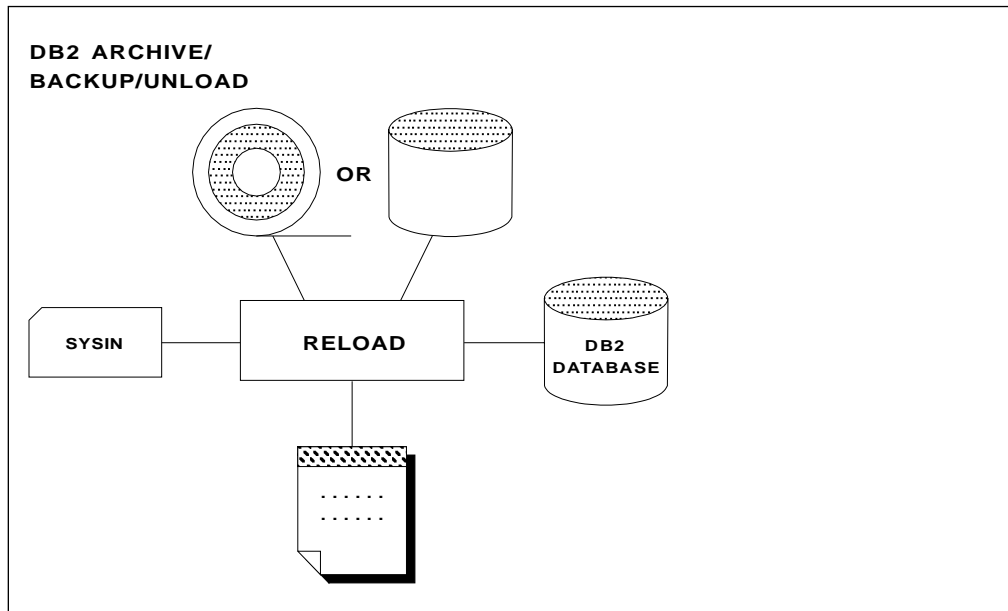 DB2 ARCHIVE/
BACKUP/UNLOAD
OR
SYSIN
RELOAD
DB2
DATABASE